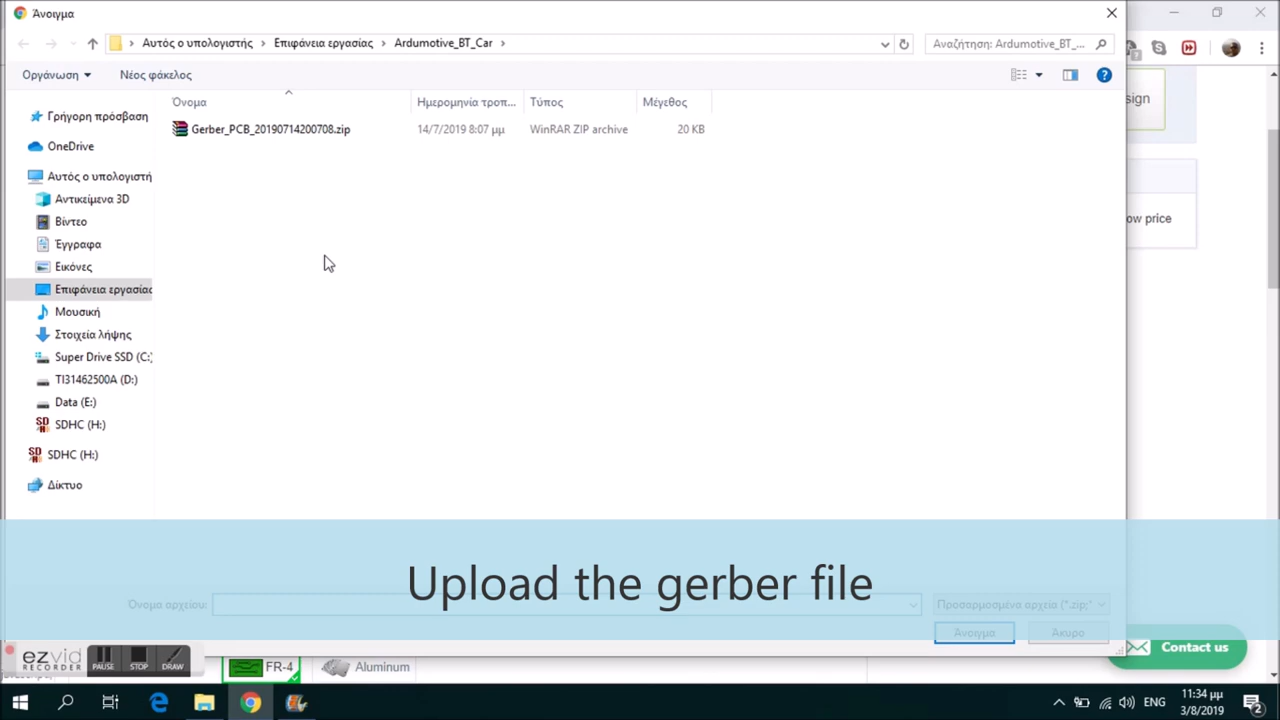 Άνοιγμα
Αυτός ο υπολογιστής > Επιφάνεια εργασίας > Ardumotive_BT_Car >
Αναζήτηση: Ardumotive_BT_...
Οργάνωση
Νέος φάκελος
Όνομα
Ημερομηνία τροπ...
Τύπος
Μέγεθος
Gerber_PCB_20190714200708.zip
14/7/2019 8:07 μμ
WinRAR ZIP archive
20 KB
Γρήγορη πρόσβαση
OneDrive
Αυτός ο υπολογιστή
Αντικείμενα 3D
Βίντεο
Έγγραφα
Εικόνες
Επιφάνεια εργασίας
Μουσική
Στοιχεία λήψης
Super Drive SSD (C:)
TI31462500A (D:)
Data (E:)
SDHC (H:)
SDHC (H:)
Δίκτυο
sign
ow price
Upload the gerber file
Όνομα αρχείου:
Προσαρμοσμένα αρχεία (*.zip;*
Άνοιγμα
Άκυρο
ezvid
RECORDER
PAUSE
STOP
DRAW
FR-4
Aluminum
Contact us
ENG
11:34 μμ
3/8/2019
2